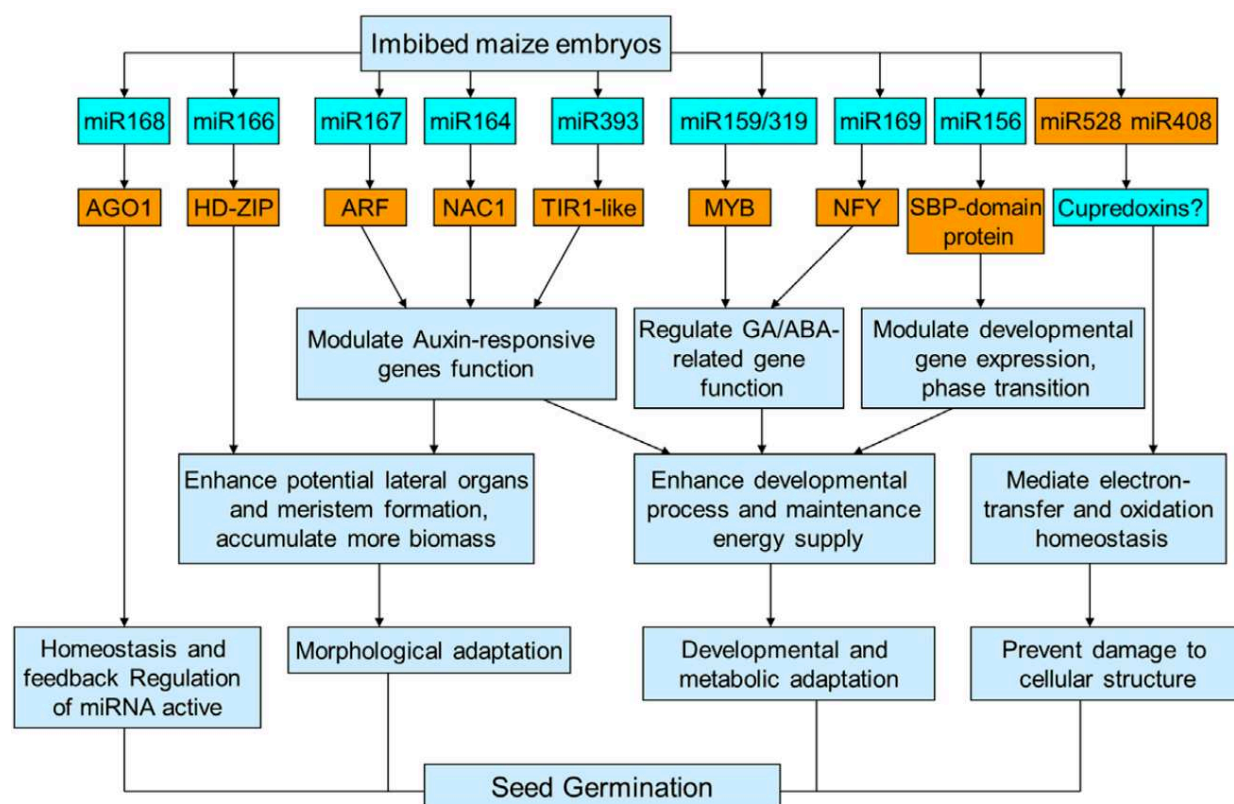 Imbibed maize embryos
miR168
miR166
miR167
miR164
miR393
miR159/319
miR169
miR156
miR528 miR408
AGO1
HD-ZIP
ARF
NAC1
TIR1-like
MYB
NFY
SBP-domain
protein
Cupredoxins?
Modulate Auxin-responsive
genes function
Regulate GA/ABA-
related gene
function
Modulate developmental
gene expression,
phase transition
Enhance potential lateral organs
and meristem formation,
accumulate more biomass
Enhance developmental
process and maintenance
energy supply
Mediate electron-
transfer and oxidation
homeostasis
Homeostasis and
feedback Regulation
of miRNA active
Morphological adaptation
Developmental and
metabolic adaptation
Prevent damage to
cellular structure
Seed Germination